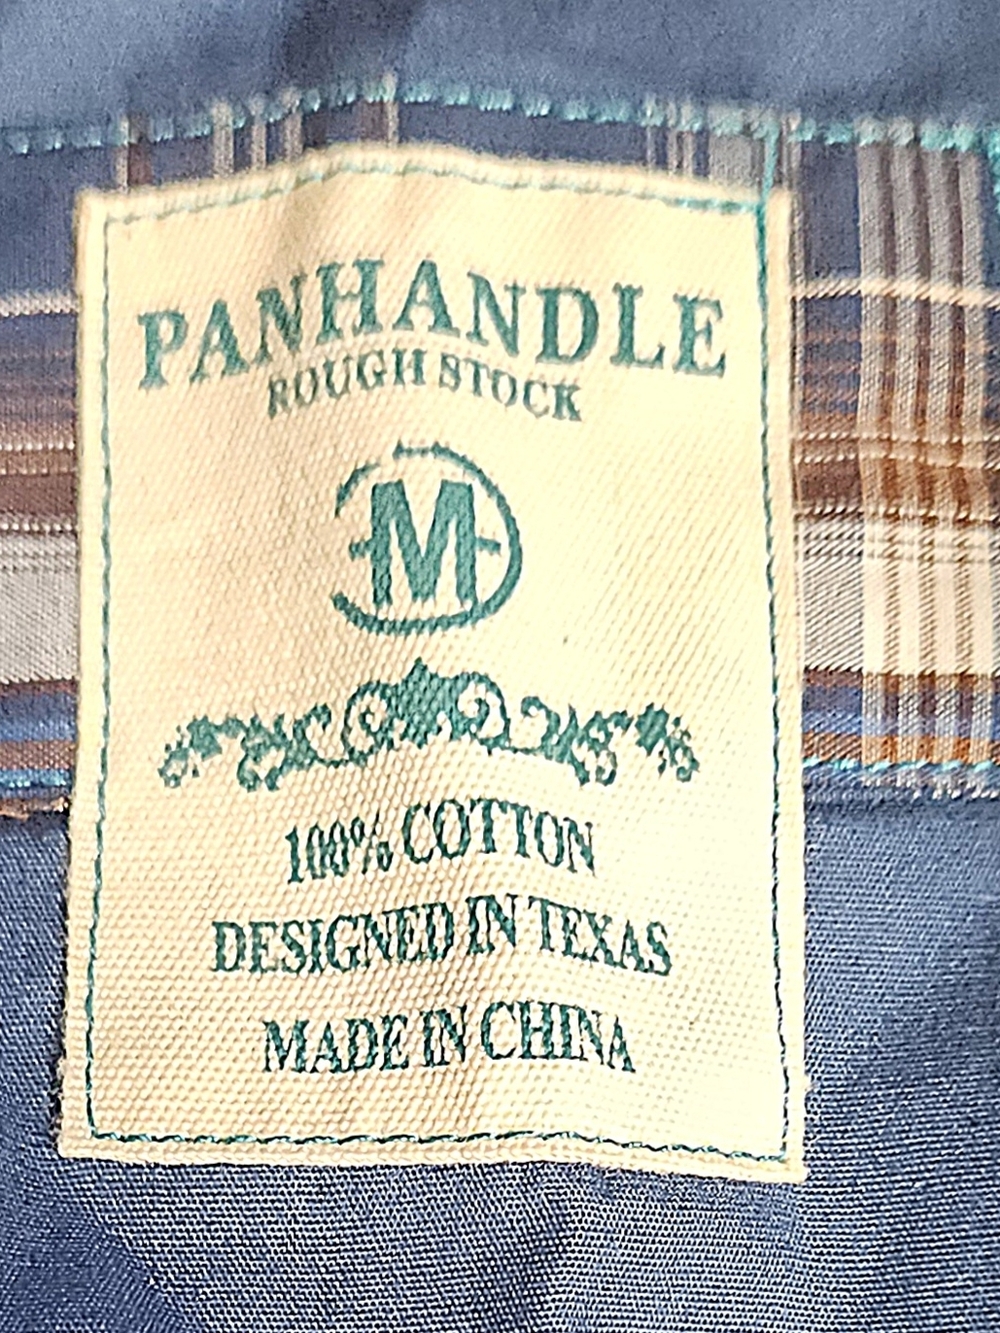 PANHANDLE
ROUGH STOCK
M
100% COTTON
DESIGNED IN TEXAS
MADE IN CHINA